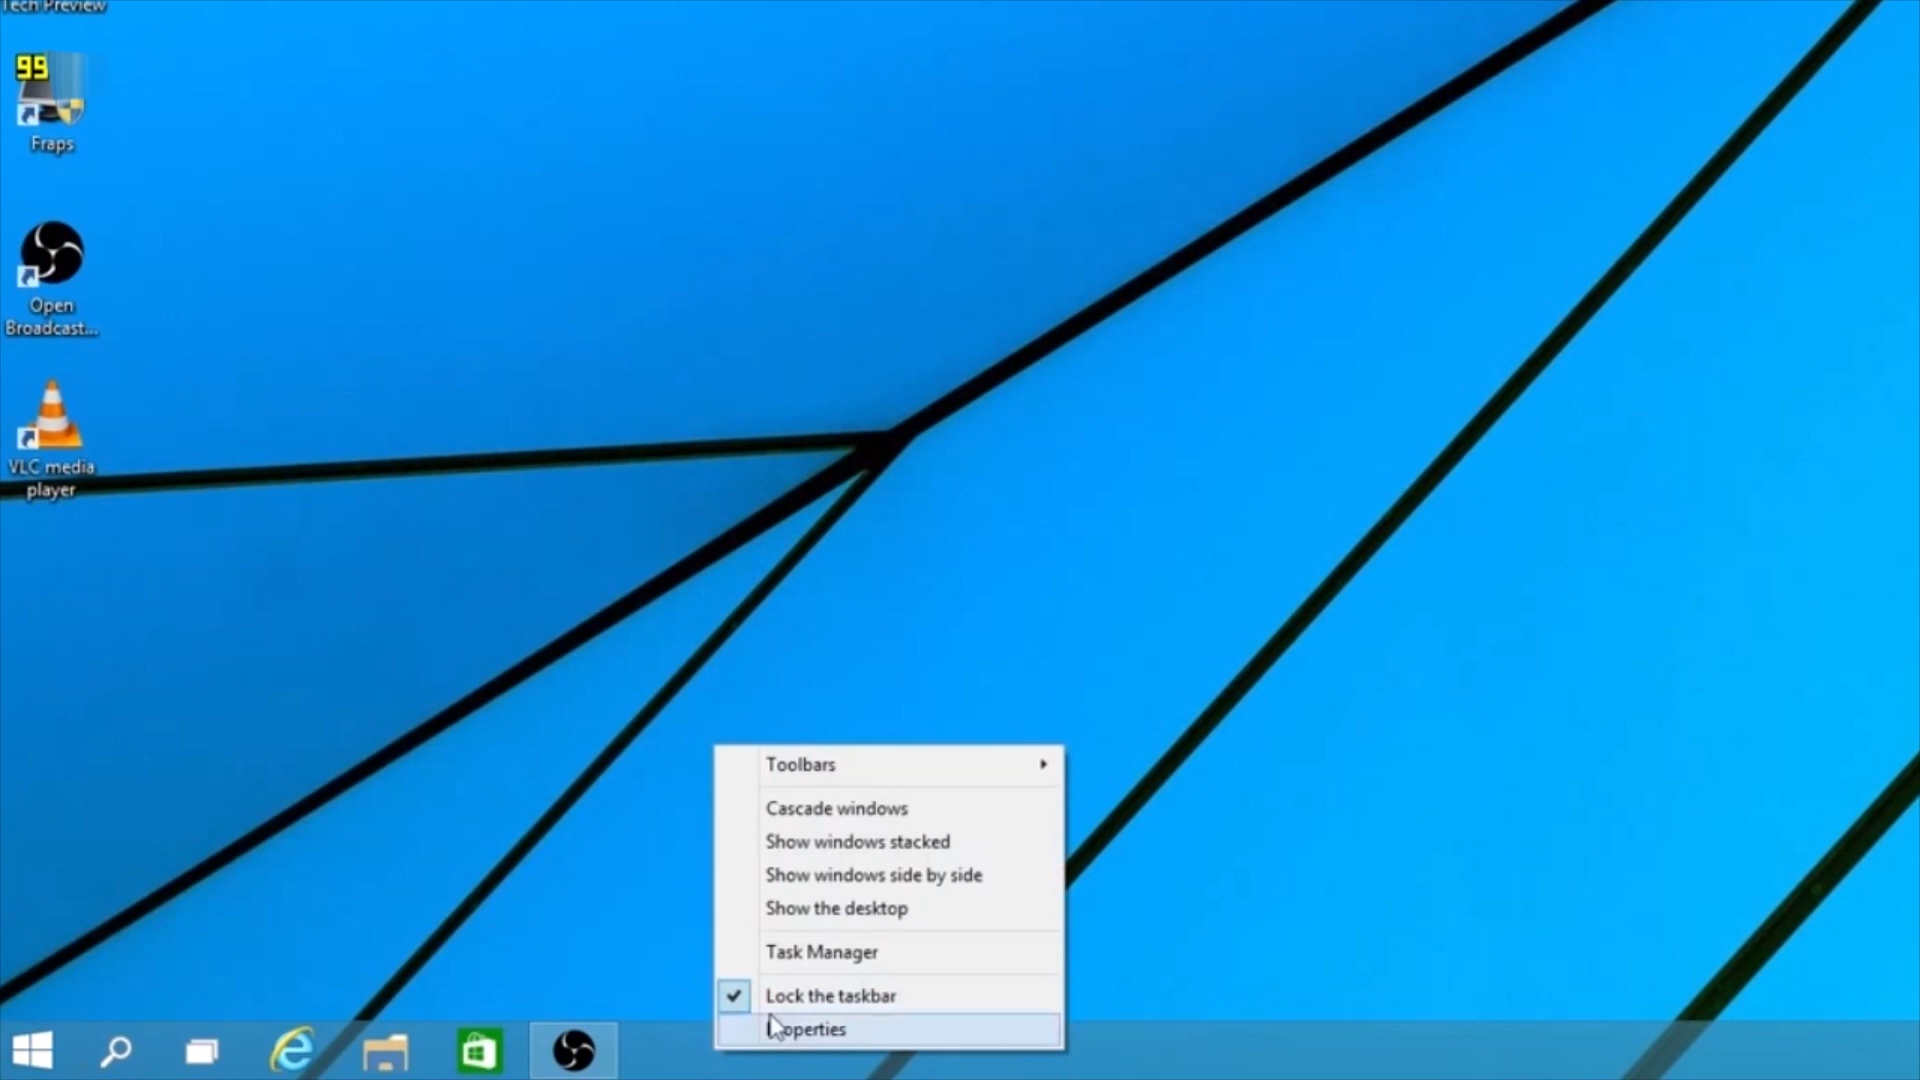 Tech Preview
99
Fraps
Open
Broadcast...
VLC media
player
Toolbars
Cascade windows
Show windows stacked
Show windows side by side
Show the desktop
Task Manager
Lock the taskbar
Properties